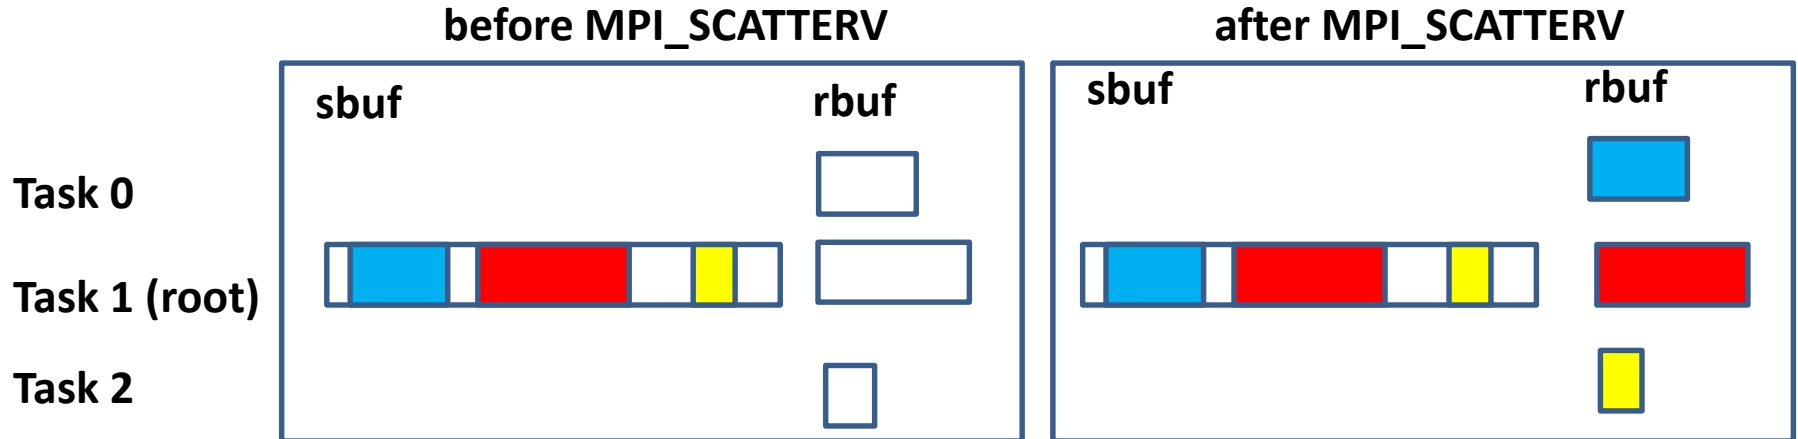 before MPI_SCATTERV
after MPI_SCATTERV
sbuf
rbuf
sbuf
rbuf
Task 0
Task 1 (root)
Task 2